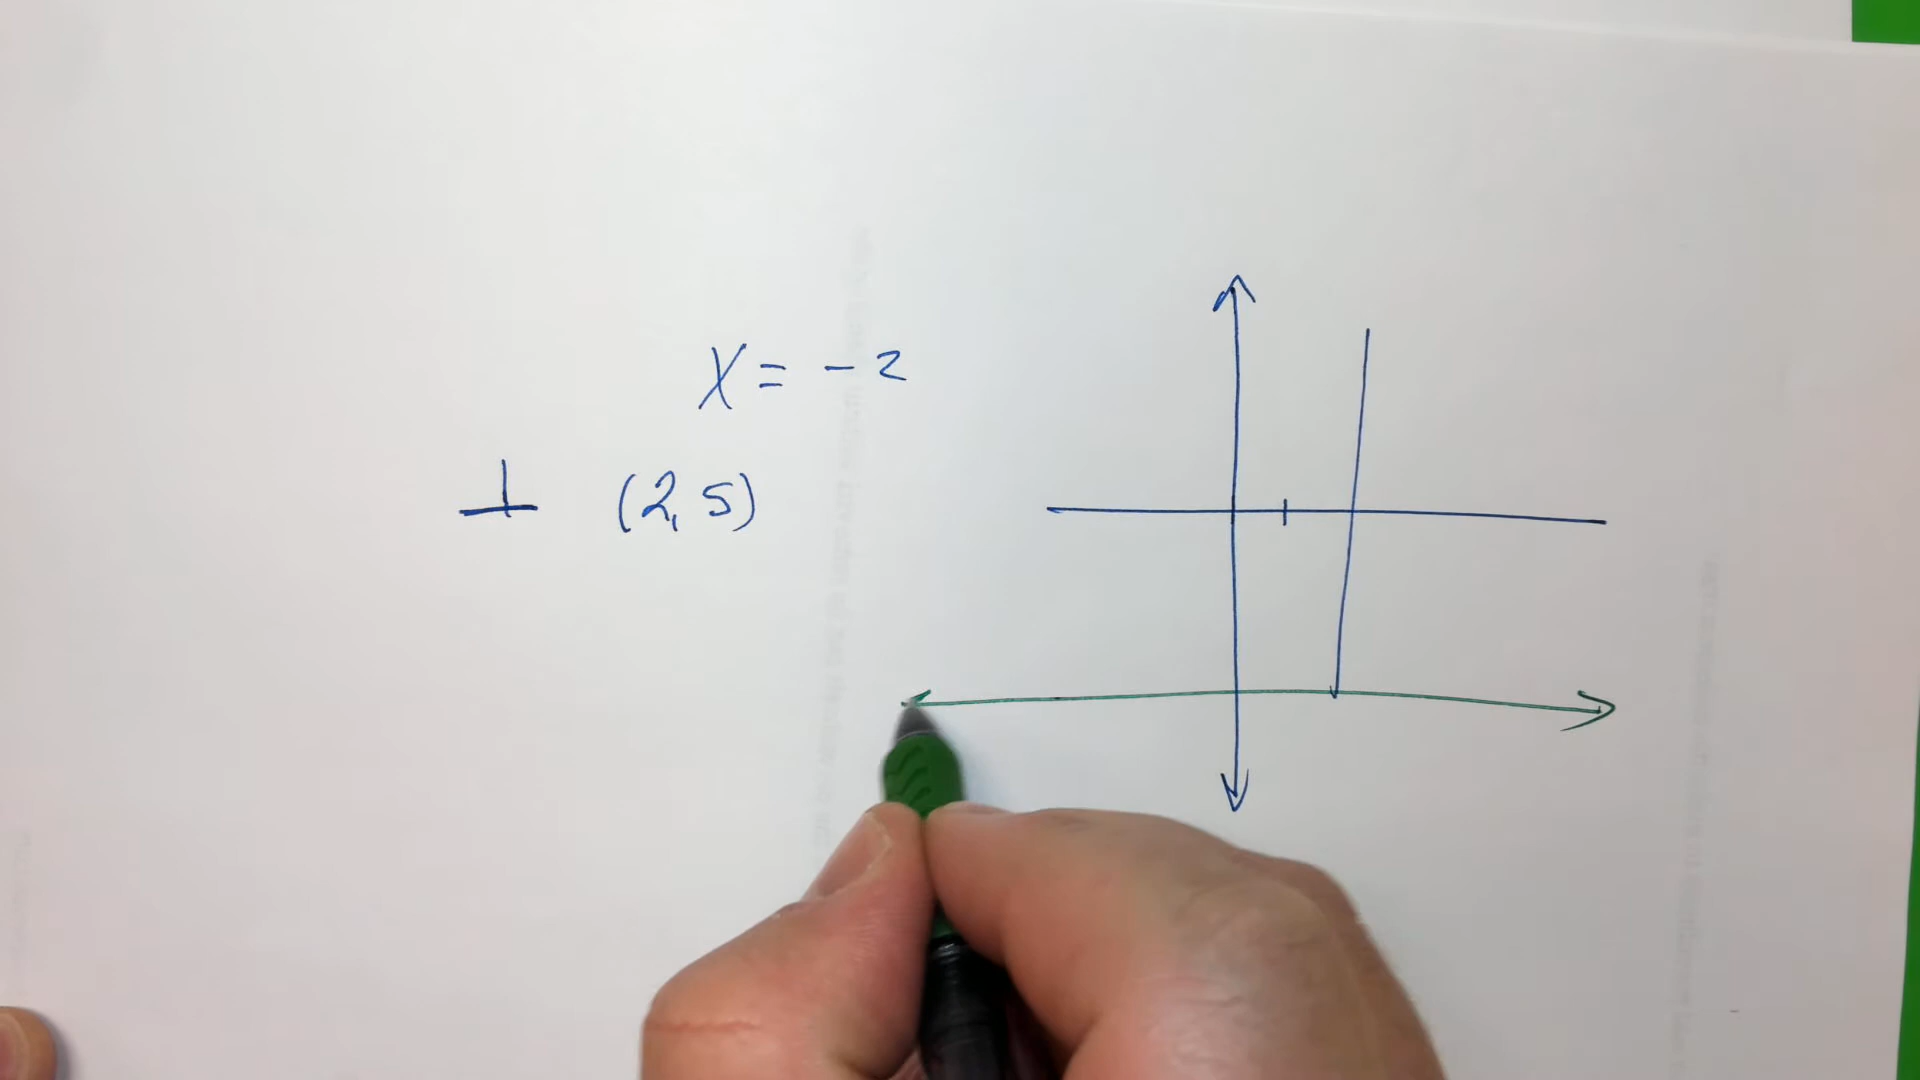 X = - 2
⊥ (2, 5)